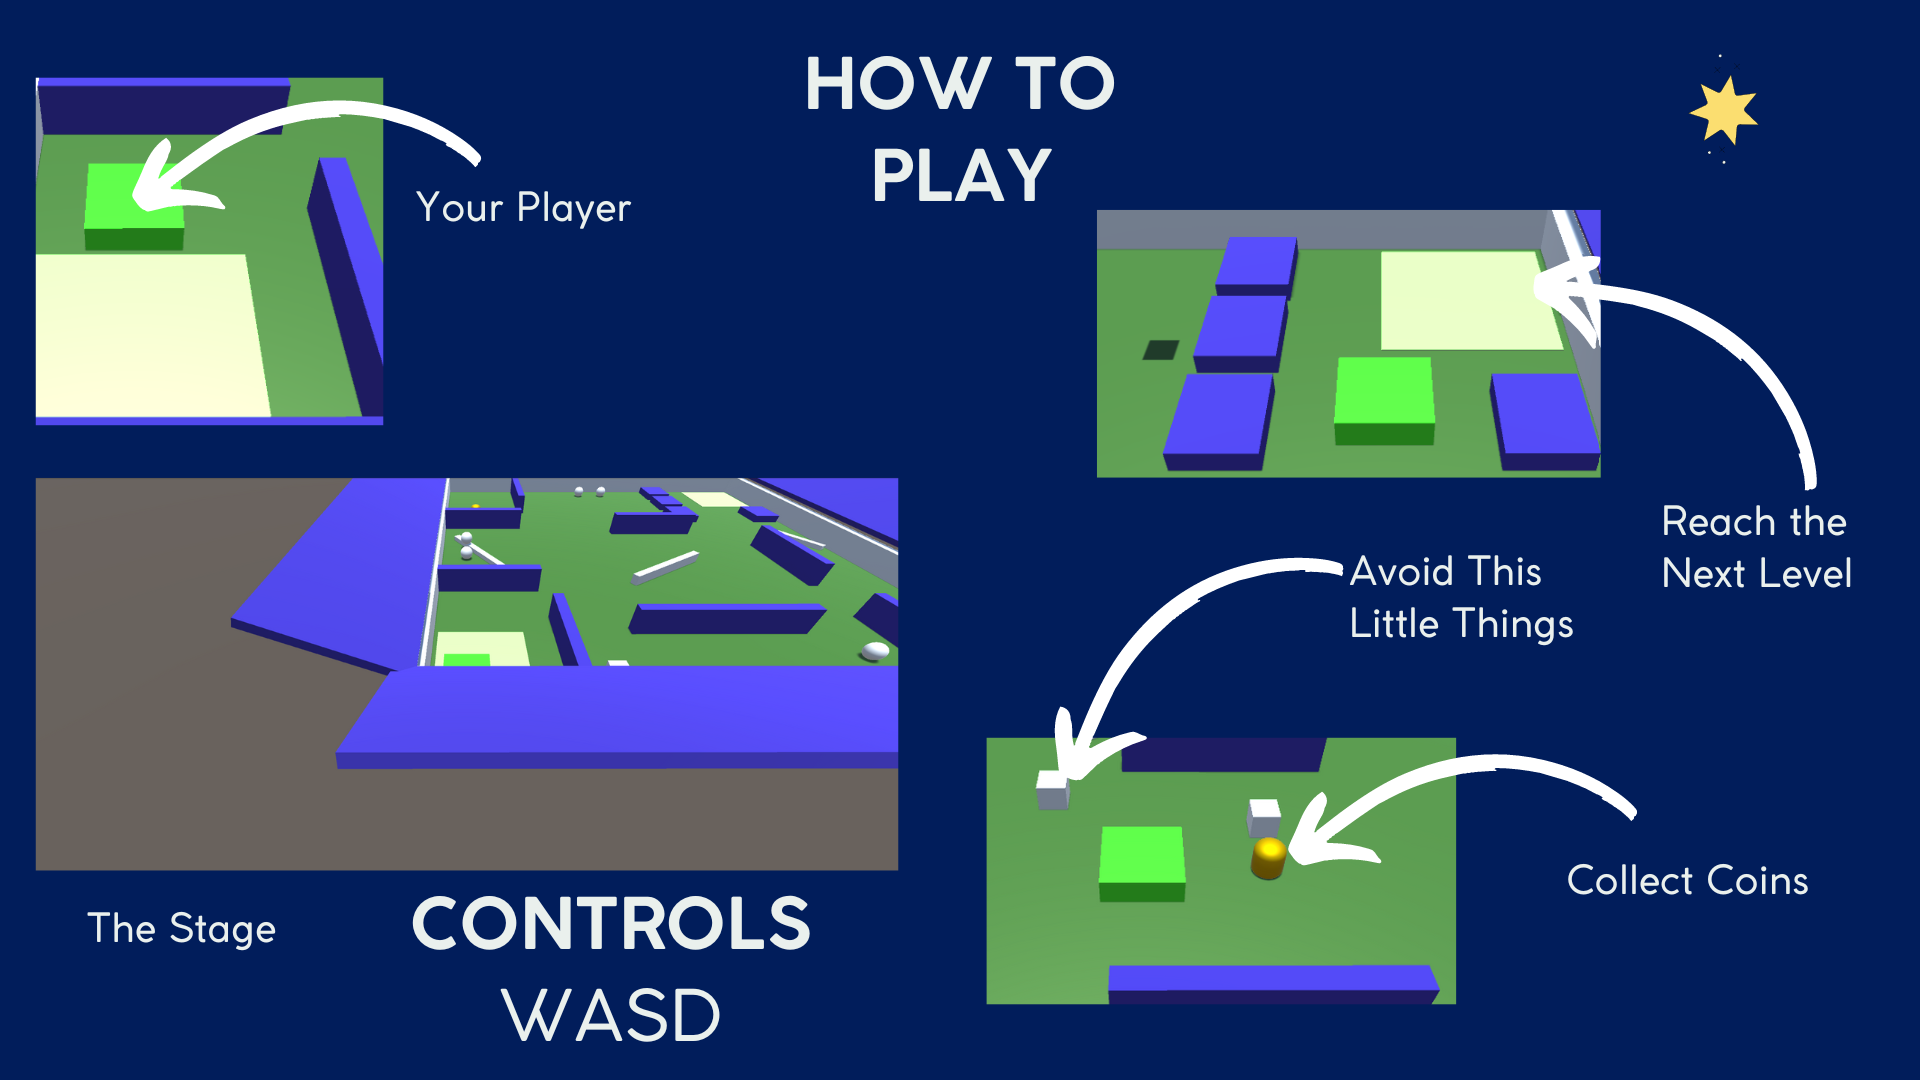 HOW TO
PLAY
Your Player
Reach the
Next Level
Avoid This
Little Things
Collect Coins
The Stage
CONTROLS
WASD